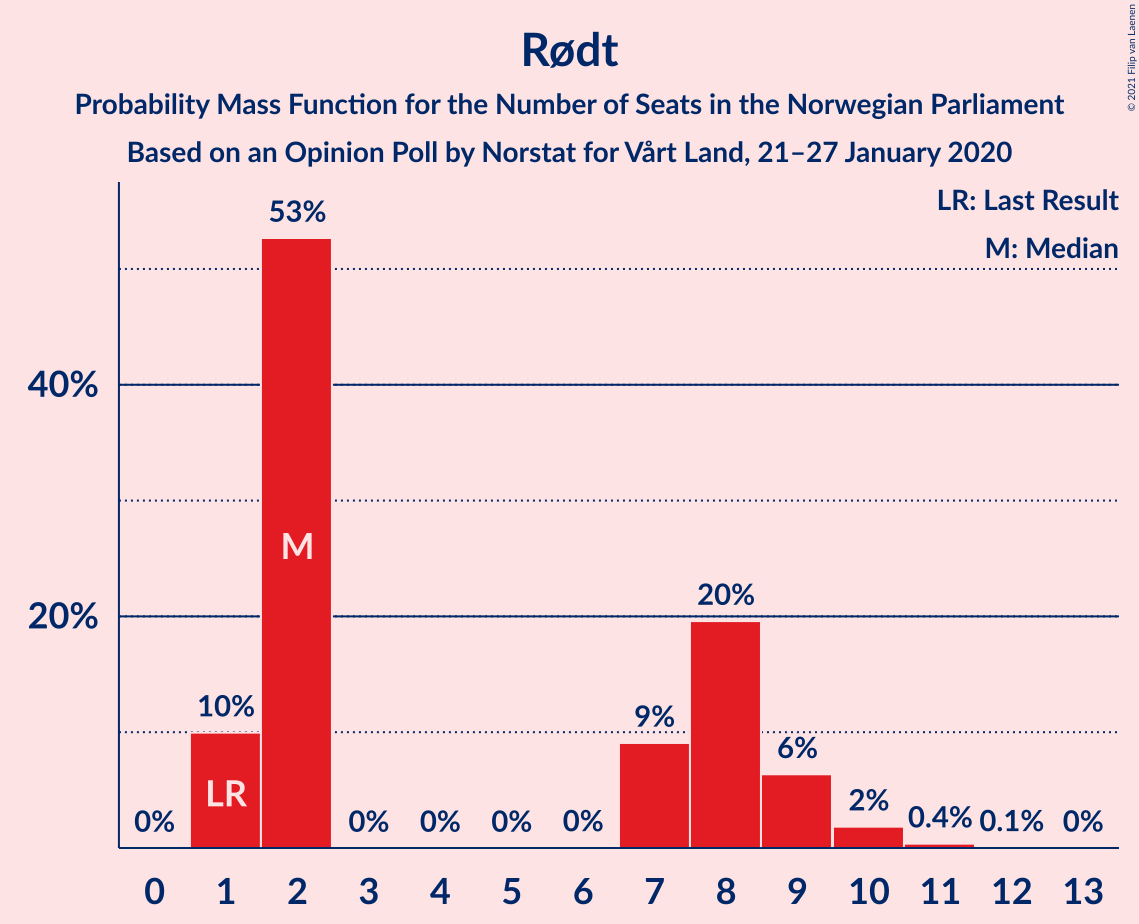 Rødt
Probability Mass Function for the Number of Seats in the Norwegian Parliament
Based on an Opinion Poll by Norstat for Vårt Land, 21–27 January 2020
© 2021 Filip van Laenen
LR: Last Result
M: Median
53%
40%
M
20%
20%
10%
9%
6%
LR
2%
0% 0% 0% 0% 0% 0.4% 0.1% 0%
0 1 2 3 4 5 6 7 8 9 10 11 12 13